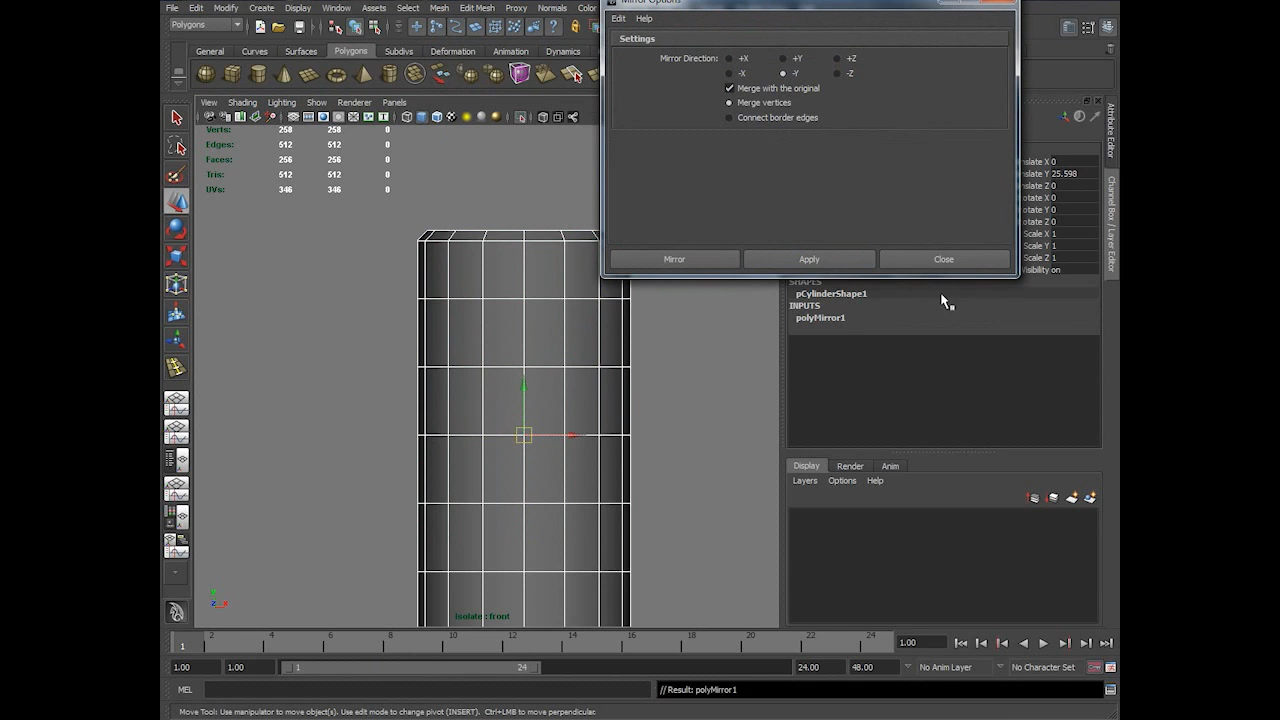 Mirror Options
File Edit Modify Create Display Window Assets Select Mesh Edit Mesh Proxy Normals Color
Edit Help
Polygons
Settings
General Curves Surfaces Polygons Subdivs Deformation Animation Dynamics
Mirror Direction: +X +Y +Z
-X -Y -Z
Merge with the original
Merge vertices
Connect border edges
View Shading Lighting Show Renderer Panels
Verts: 258 258 0
Edges: 512 512 0
Faces: 256 256 0
Tris: 512 512 0
UVs: 346 346 0
Attribute Editor
Channel Box / Layer Editor
nslate X 0
nslate Y 25.598
nslate Z 0
otate X 0
otate Y 0
otate Z 0
Scale X 1
Scale Y 1
Scale Z 1
isibility on
Mirror Apply Close
SHAPES
pCylinderShape1
INPUTS
polyMirror1
Display Render Anim
Layers Options Help
y
z x
Isolate : front
1 2 4 6 8 10 12 14 16 18 20 22 24 1.00
1.00 1.00 1 24 24.00 48.00 No Anim Layer No Character Set
MEL // Result: polyMirror1
Move Tool: Use manipulator to move object(s). Use edit mode to change pivot (INSERT). Ctrl+LMB to move perpendicular.